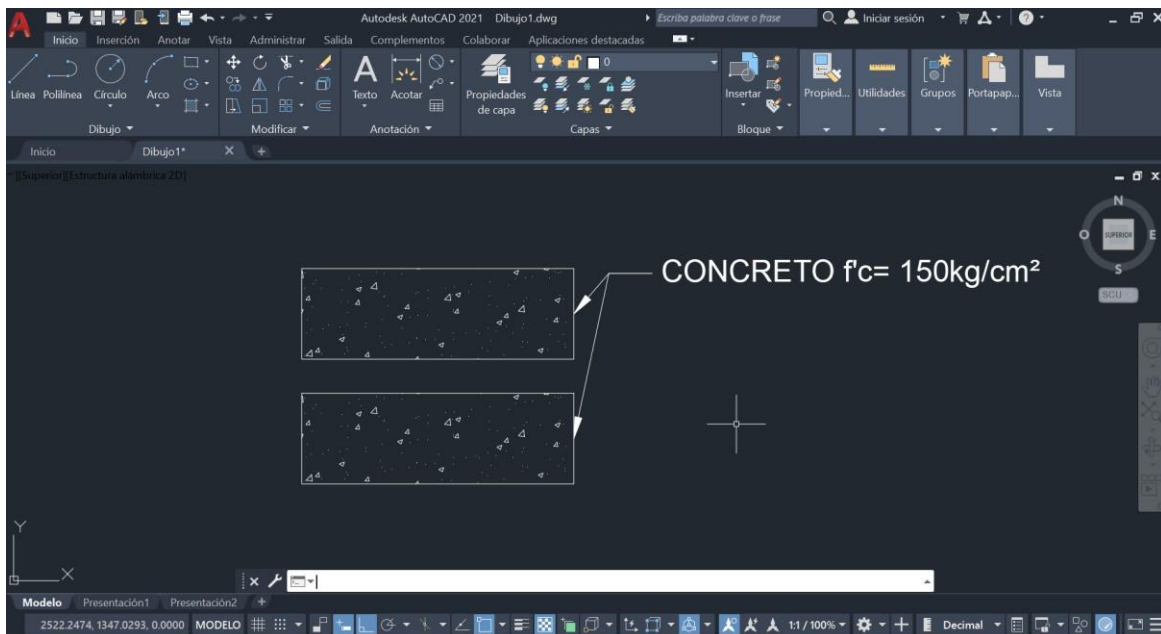 Autodesk AutoCAD 2021 Dibujo1.dwg
Escriba palabra clave o frase
Iniciar sesión
Inicio Inserción Anotar Vista Administrar Salida Complementos Colaborar Aplicaciones destacadas
0
Línea Polilínea Círculo Arco
Texto Acotar
Propiedades de capa
Insertar
Propied... Utilidades Grupos Portapap... Vista
Dibujo Modificar Anotación Capas Bloque
Inicio Dibujo1*
[Superior][Estructura alámbrica 2D]
N
O SUPERIOR E
S
SCU
CONCRETO f'c= 150kg/cm²
Y
X
Modelo Presentación1 Presentación2
2522.2474, 1347.0293, 0.0000 MODELO 1:1 / 100% Decimal